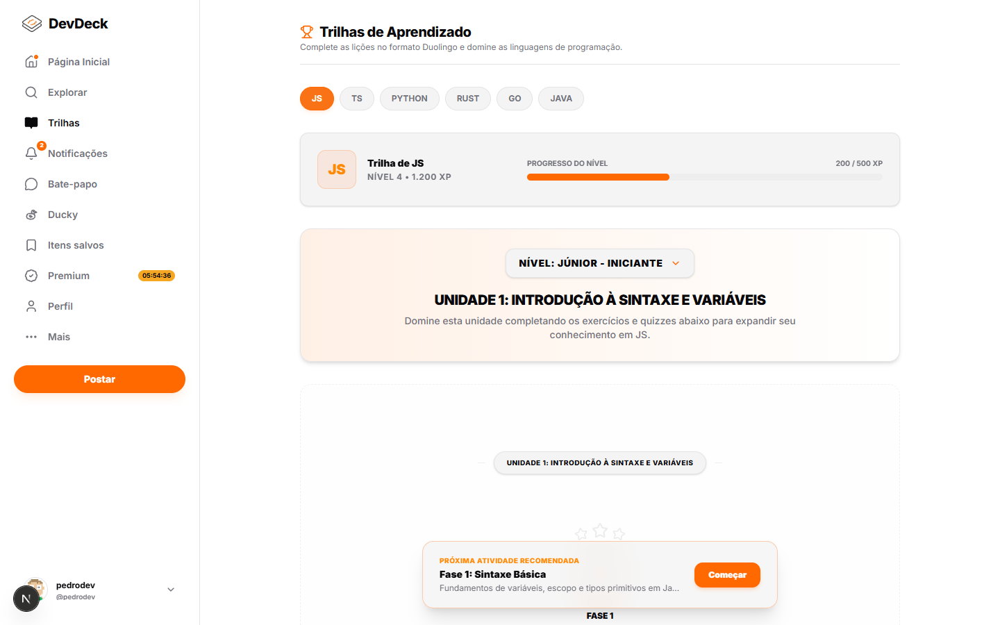 DevDeck
Página Inicial
Explorar
Trilhas
2
Notificações
Bate-papo
Ducky
Itens salvos
Premium
05:54:36
Perfil
Mais
Postar
N
pedrodev
@pedrodev
Trilhas de Aprendizado
Complete as lições no formato Duolingo e domine as linguagens de programação.
JS
TS
PYTHON
RUST
GO
JAVA
JS
Trilha de JS
NÍVEL 4 • 1.200 XP
PROGRESSO DO NÍVEL
200 / 500 XP
NÍVEL: JÚNIOR - INICIANTE
UNIDADE 1: INTRODUÇÃO À SINTAXE E VARIÁVEIS
Domine esta unidade completando os exercícios e quizzes abaixo para expandir seu
conhecimento em JS.
UNIDADE 1: INTRODUÇÃO À SINTAXE E VARIÁVEIS
PRÓXIMA ATIVIDADE RECOMENDADA
Fase 1: Sintaxe Básica
Fundamentos de variáveis, escopo e tipos primitivos em Ja...
Começar
FASE 1